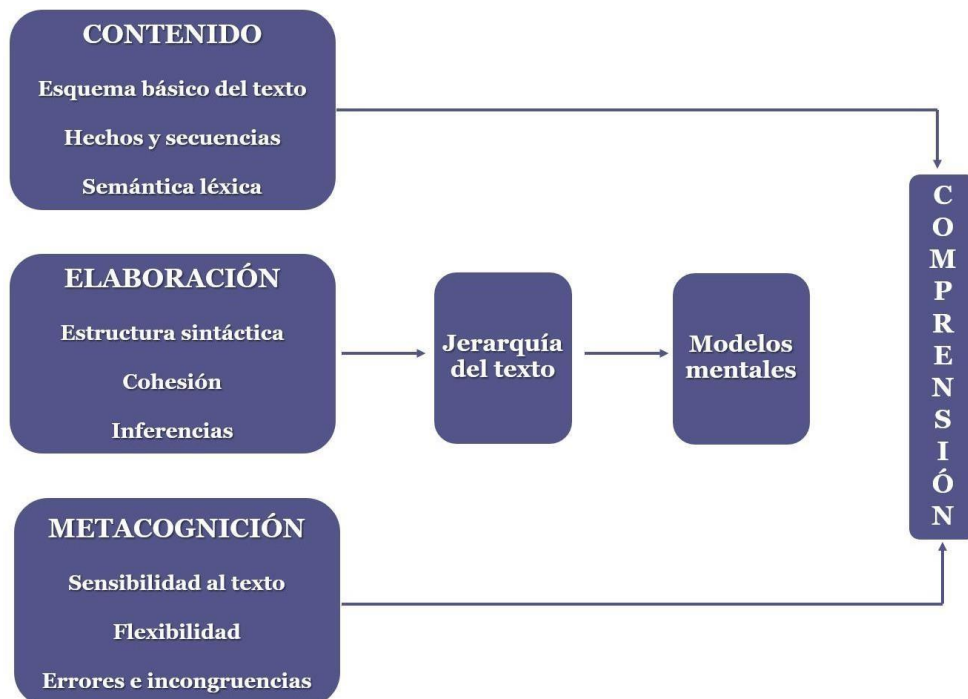 CONTENIDO
Esquema básico del texto
Hechos y secuencias
Semántica léxica
ELABORACIÓN
Estructura sintáctica
Cohesión
Inferencias
Jerarquía
del texto
Modelos
mentales
METACOGNICIÓN
Sensibilidad al texto
Flexibilidad
Errores e incongruencias
COMPRENSIÓN